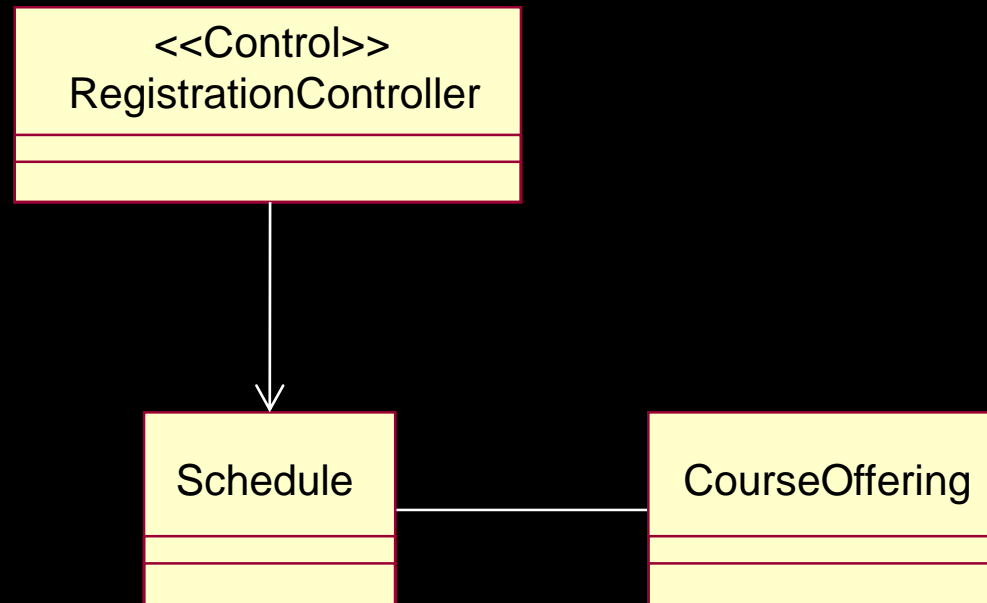 <<Control>>
RegistrationController
Schedule
CourseOffering